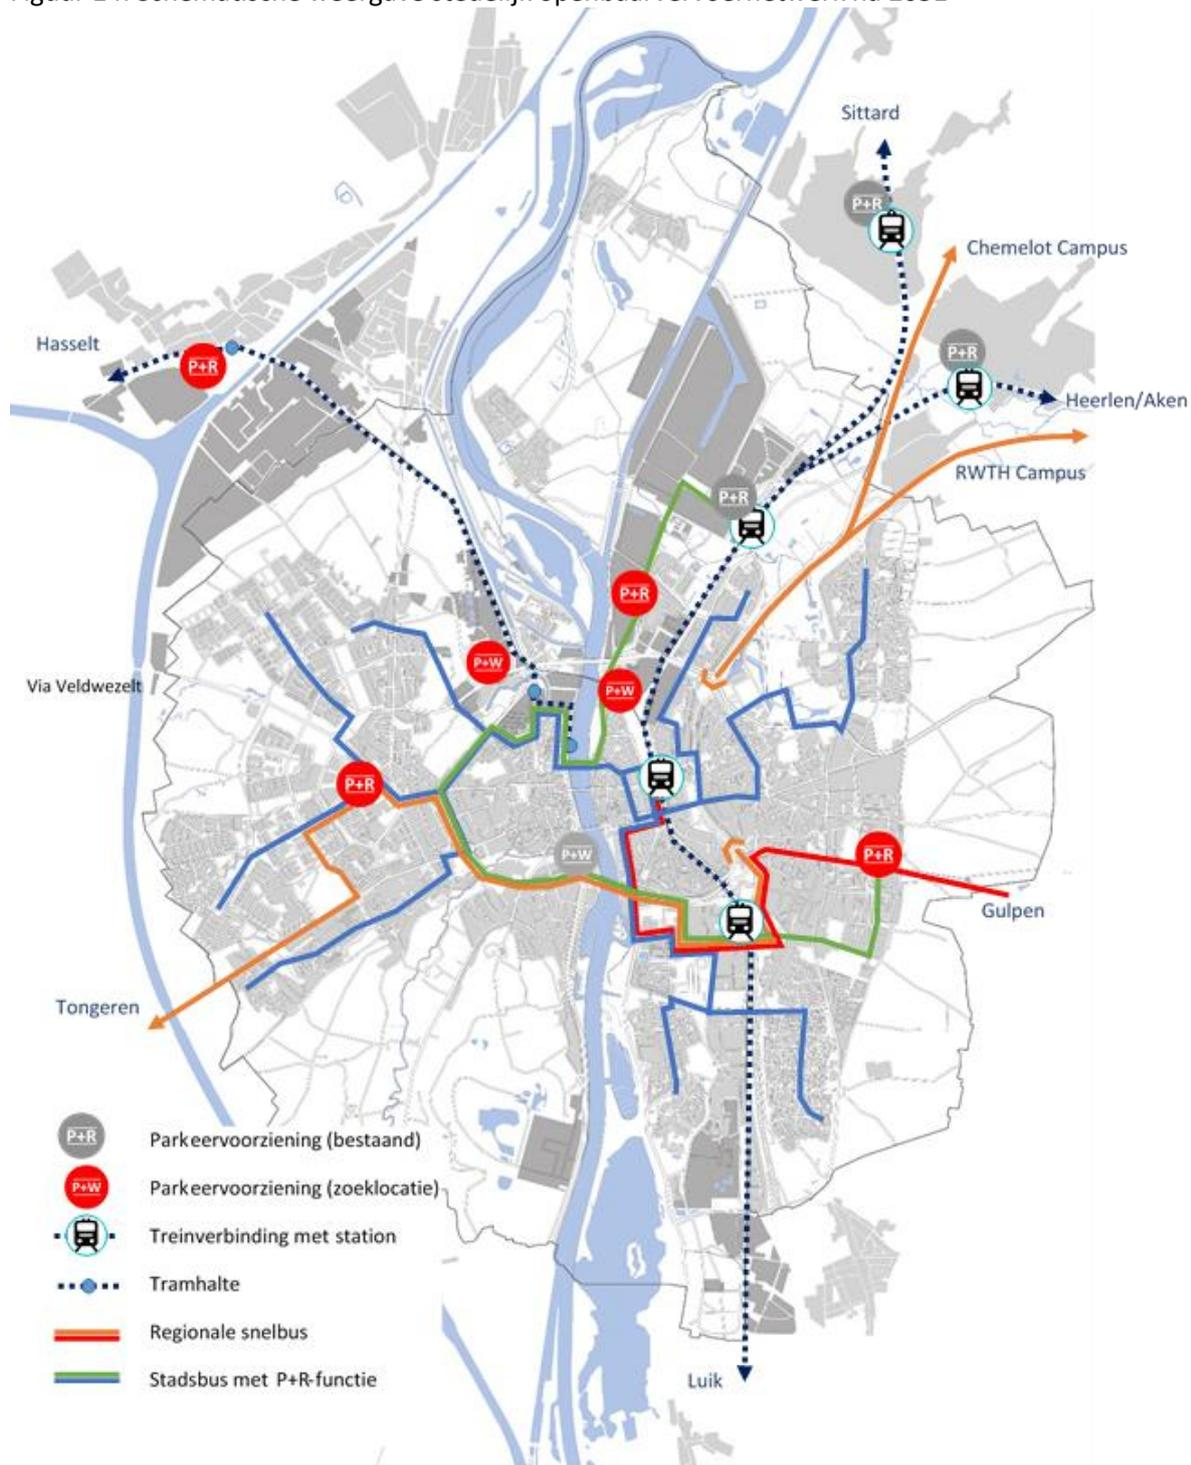 Sittard
P+R
Chemelot Campus
Hasselt
P+R
P+R
Heerlen/Aken
RWTH Campus
P+R
P+R
P+W
Via Veldwezelt
P+W
P+R
P+W
P+R
Gulpen
Tongeren
P+R Parkeervoorziening (bestaand)
P+W Parkeervoorziening (zoeklocatie)
Treinverbinding met station
Tramhalte
Regionale snelbus
Stadsbus met P+R-functie
Luik